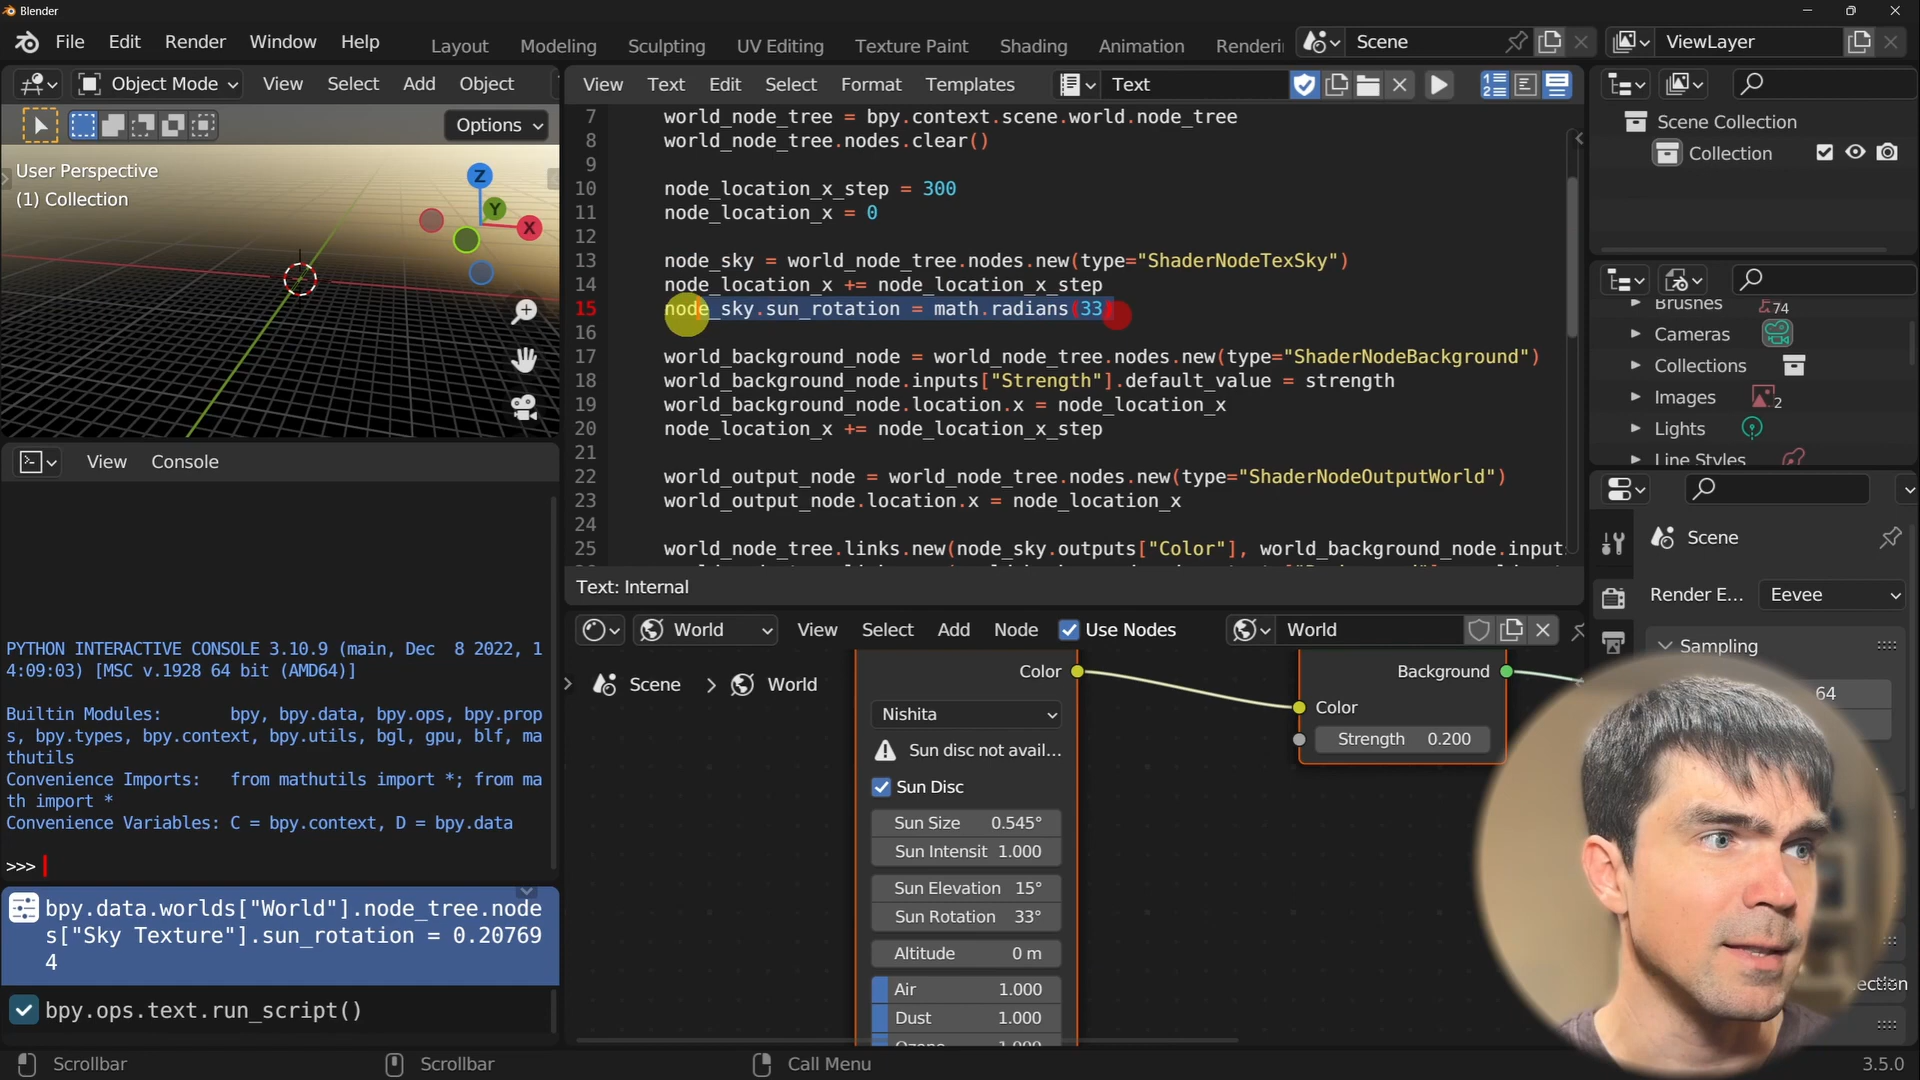 Blender
File Edit Render Window Help Layout Modeling Sculpting UV Editing Texture Paint Shading Animation Renderi Scene ViewLayer
Object Mode View Select Add Object
Options
User Perspective
(1) Collection
Z
Y
X
View Text Edit Select Format Templates Text
7 world_node_tree = bpy.context.scene.world.node_tree
8 world_node_tree.nodes.clear()
9
10 node_location_x_step = 300
11 node_location_x = 0
12
13 node_sky = world_node_tree.nodes.new(type="ShaderNodeTexSky")
14 node_location_x += node_location_x_step
15 node_sky.sun_rotation = math.radians(33)
16
17 world_background_node = world_node_tree.nodes.new(type="ShaderNodeBackground")
18 world_background_node.inputs["Strength"].default_value = strength
19 world_background_node.location.x = node_location_x
20 node_location_x += node_location_x_step
21
22 world_output_node = world_node_tree.nodes.new(type="ShaderNodeOutputWorld")
23 world_output_node.location.x = node_location_x
24
25 world_node_tree.links.new(node_sky.outputs["Color"], world_background_node.input
Text: Internal
Scene Collection
Collection
Brushes 74
Cameras
Collections
Images 2
Lights
Line Styles
Scene
Render E... Eevee
Sampling
64
ection
View Console
PYTHON INTERACTIVE CONSOLE 3.10.9 (main, Dec  8 2022, 1
4:09:03) [MSC v.1928 64 bit (AMD64)]
Builtin Modules:       bpy, bpy.data, bpy.ops, bpy.prop
s, bpy.types, bpy.context, bpy.utils, bgl, gpu, blf, ma
thutils
Convenience Imports:   from mathutils import *; from ma
th import *
Convenience Variables: C = bpy.context, D = bpy.data
>>>
bpy.data.worlds["World"].node_tree.node
s["Sky Texture"].sun_rotation = 0.20769
4
bpy.ops.text.run_script()
World View Select Add Node Use Nodes World
Scene > World
Color
Nishita
Sun disc not avail...
Sun Disc
Sun Size 0.545°
Sun Intensit 1.000
Sun Elevation 15°
Sun Rotation 33°
Altitude 0 m
Air 1.000
Dust 1.000
Background
Color
Strength 0.200
Scrollbar Scrollbar Call Menu 3.5.0